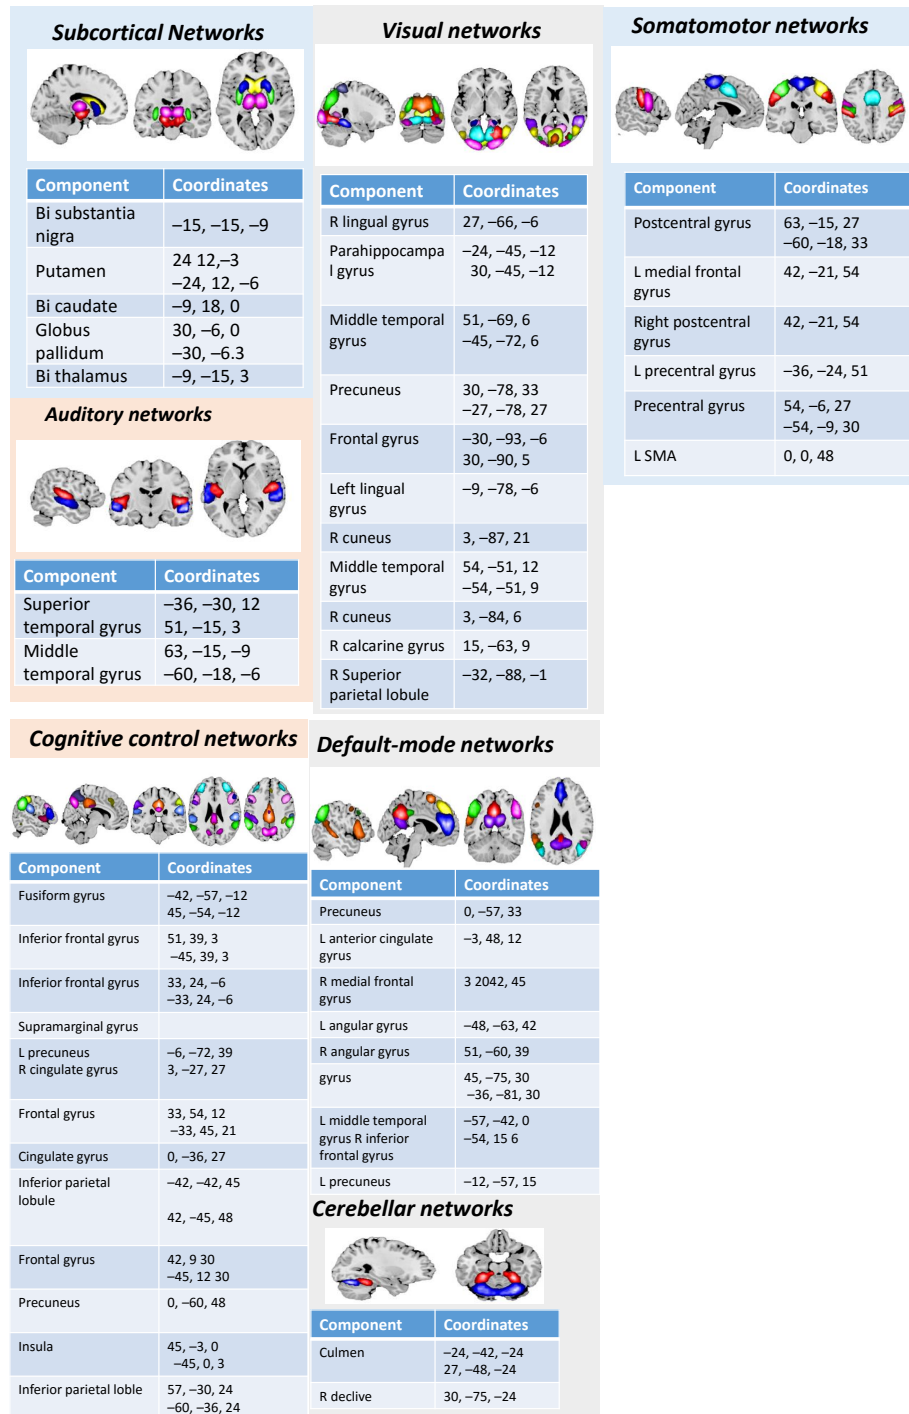 Subcortical Networks
Component Coordinates
Bi substantia
nigra
–15, –15, –9
Putamen
24 12,–3
–24, 12, –6
Bi caudate –9, 18, 0
Globus
pallidum
30, –6, 0
–30, –6.3
Bi thalamus –9, –15, 3
Auditory networks
Component Coordinates
Superior
temporal gyrus
–36, –30, 12
51, –15, 3
Middle
temporal gyrus
63, –15, –9
–60, –18, –6
Visual networks
Component Coordinates
R lingual gyrus 27, –66, –6
Parahippocampa
l gyrus
–24, –45, –12
30, –45, –12
Middle temporal
gyrus
51, –69, 6
–45, –72, 6
Precuneus
30, –78, 33
–27, –78, 27
Frontal gyrus
–30, –93, –6
30, –90, 5
Left lingual
gyrus
–9, –78, –6
R cuneus 3, –87, 21
Middle temporal
gyrus
54, –51, 12
–54, –51, 9
R cuneus 3, –84, 6
R calcarine gyrus 15, –63, 9
R Superior
parietal lobule
–32, –88, –1
Somatomotor networks
Component Coordinates
Postcentral gyrus
63, –15, 27
–60, –18, 33
L medial frontal
gyrus
42, –21, 54
Right postcentral
gyrus
42, –21, 54
L precentral gyrus –36, –24, 51
Precentral gyrus
54, –6, 27
–54, –9, 30
L SMA 0, 0, 48
Cognitive control networks
Component Coordinates
Fusiform gyrus
–42, –57, –12
45, –54, –12
Inferior frontal gyrus
51, 39, 3
–45, 39, 3
Inferior frontal gyrus
33, 24, –6
–33, 24, –6
Supramarginal gyrus
L precuneus
R cingulate gyrus
–6, –72, 39
3, –27, 27
Frontal gyrus
33, 54, 12
–33, 45, 21
Cingulate gyrus 0, –36, 27
Inferior parietal
lobule
–42, –42, 45
42, –45, 48
Frontal gyrus
42, 9 30
–45, 12 30
Precuneus 0, –60, 48
Insula
45, –3, 0
–45, 0, 3
Inferior parietal loble
57, –30, 24
–60, –36, 24
Default-mode networks
Component Coordinates
Precuneus 0, –57, 33
L anterior cingulate
gyrus
–3, 48, 12
R medial frontal
gyrus
3 2042, 45
L angular gyrus –48, –63, 42
R angular gyrus 51, –60, 39
gyrus
45, –75, 30
–36, –81, 30
L middle temporal
gyrus R inferior
frontal gyrus
–57, –42, 0
–54, 15 6
L precuneus –12, –57, 15
Cerebellar networks
Component Coordinates
Culmen
–24, –42, –24
27, –48, –24
R declive 30, –75, –24